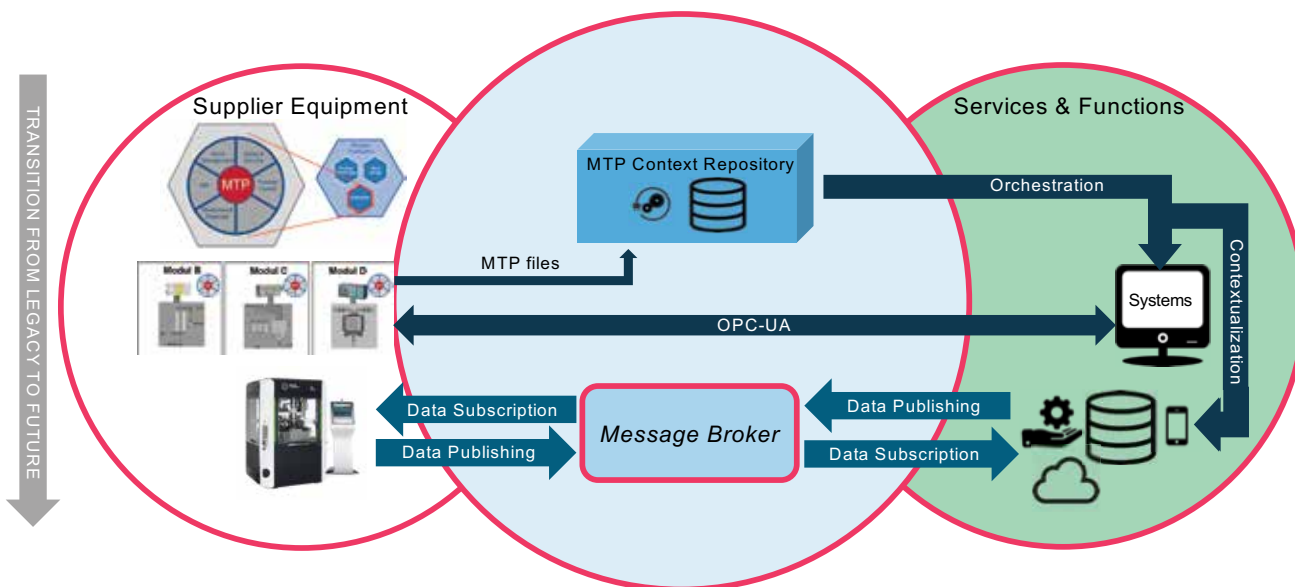 TRANSITION FROM LEGACY TO FUTURE
Supplier Equipment
Services & Functions
MTP
MTP Context Repository
Orchestration
Modul B
Modul C
Modul D
MTP files
Contextualization
Systems
OPC-UA
Data Subscription
Data Publishing
Message Broker
Data Publishing
Data Subscription